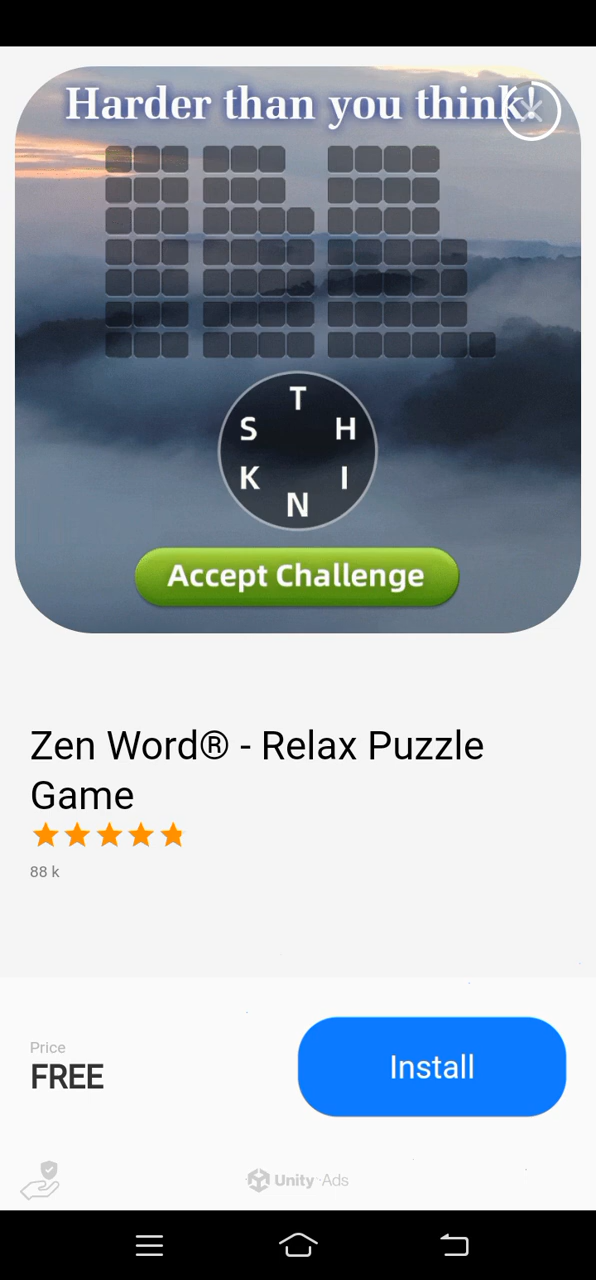 Harder than you think!
T
S H
K I
N
Accept Challenge
Zen Word® - Relax Puzzle
Game
88 k
Price
FREE
Install
Unity Ads